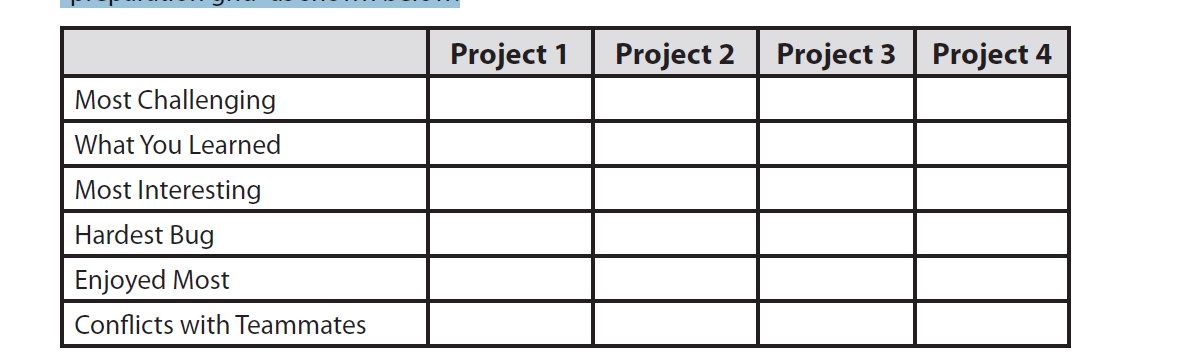 Project 1 Project 2 Project 3 Project 4
Most Challenging
What You Learned
Most Interesting
Hardest Bug
Enjoyed Most
Conflicts with Teammates